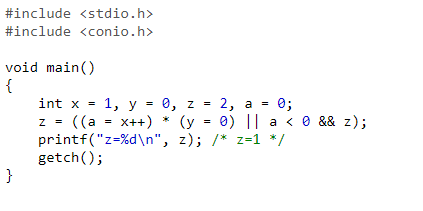 #include <stdio.h>
#include <conio.h>

void main()
{
    int x = 1, y = 0, z = 2, a = 0;
    z = ((a = x++) * (y = 0) || a < 0 && z);
    printf("z=%d\n", z); /* z=1 */
    getch();
}